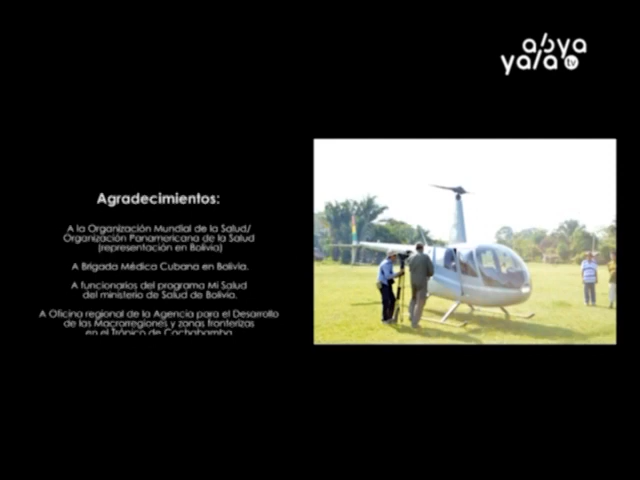 abya
yala tv
Agradecimientos:
A la Organización Mundial de la Salud/
Organización Panamericana de la Salud
(representación en Bolivia)
A Brigada Médica Cubana en Bolivia.
A funcionarios del programa Mi Salud
del ministerio de Salud de Bolivia.
A Oficina regional de la Agencia para el Desarrollo
de las Macrorregiones y zonas fronterizas
en el Trópico de Cochabamba